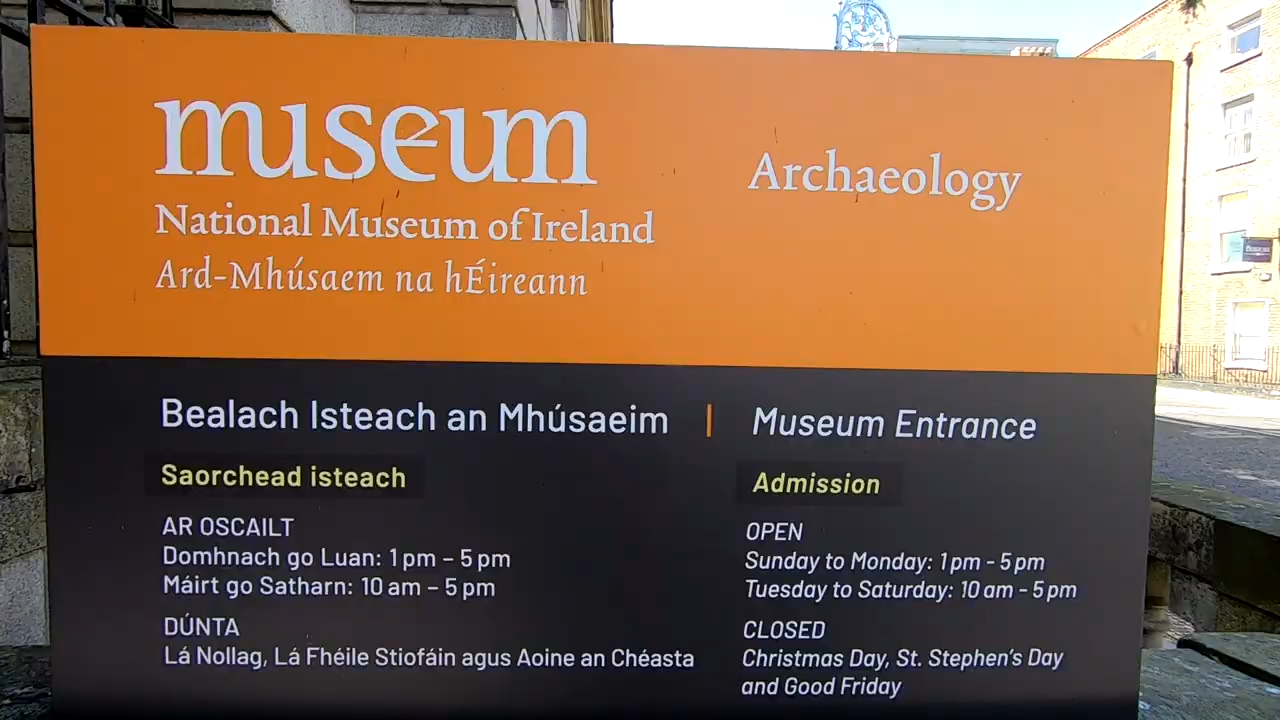 museum
National Museum of Ireland
Ard-Mhúsaem na hÉireann
Archaeology
Bealach Isteach an Mhúsaeim | Museum Entrance
Saorchead isteach
AR OSCAILT
Domhnach go Luan: 1 pm – 5 pm
Máirt go Satharn: 10 am – 5 pm
DÚNTA
Lá Nollag, Lá Fhéile Stiofáin agus Aoine an Chéasta
Admission
OPEN
Sunday to Monday: 1 pm - 5 pm
Tuesday to Saturday: 10 am - 5 pm
CLOSED
Christmas Day, St. Stephen's Day
and Good Friday